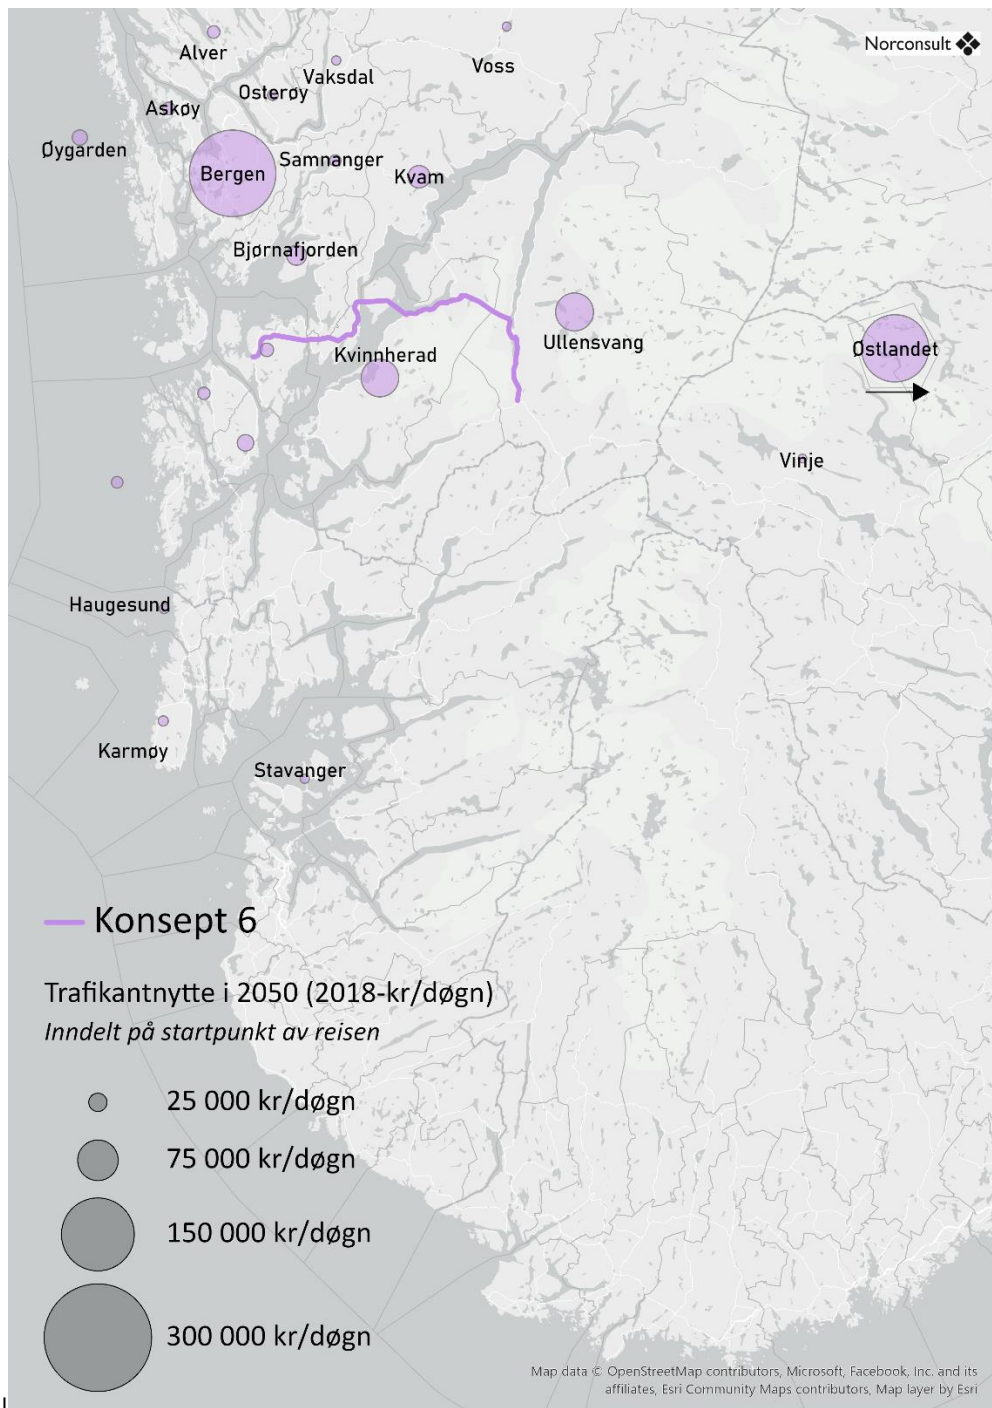 Norconsult
Alver
Voss
Vaksdal
Osterøy
Askøy
Øygarden
Samnanger
Bergen
Kvam
Bjørnafjorden
Ullensvang
Østlandet
Kvinnherad
Vinje
Haugesund
Karmøy
Stavanger
Konsept 6
Trafikantnytte i 2050 (2018-kr/døgn)
Inndelt på startpunkt av reisen
25 000 kr/døgn
75 000 kr/døgn
150 000 kr/døgn
300 000 kr/døgn
Map data © OpenStreetMap contributors, Microsoft, Facebook, Inc. and its
affiliates, Esri Community Maps contributors, Map layer by Esri